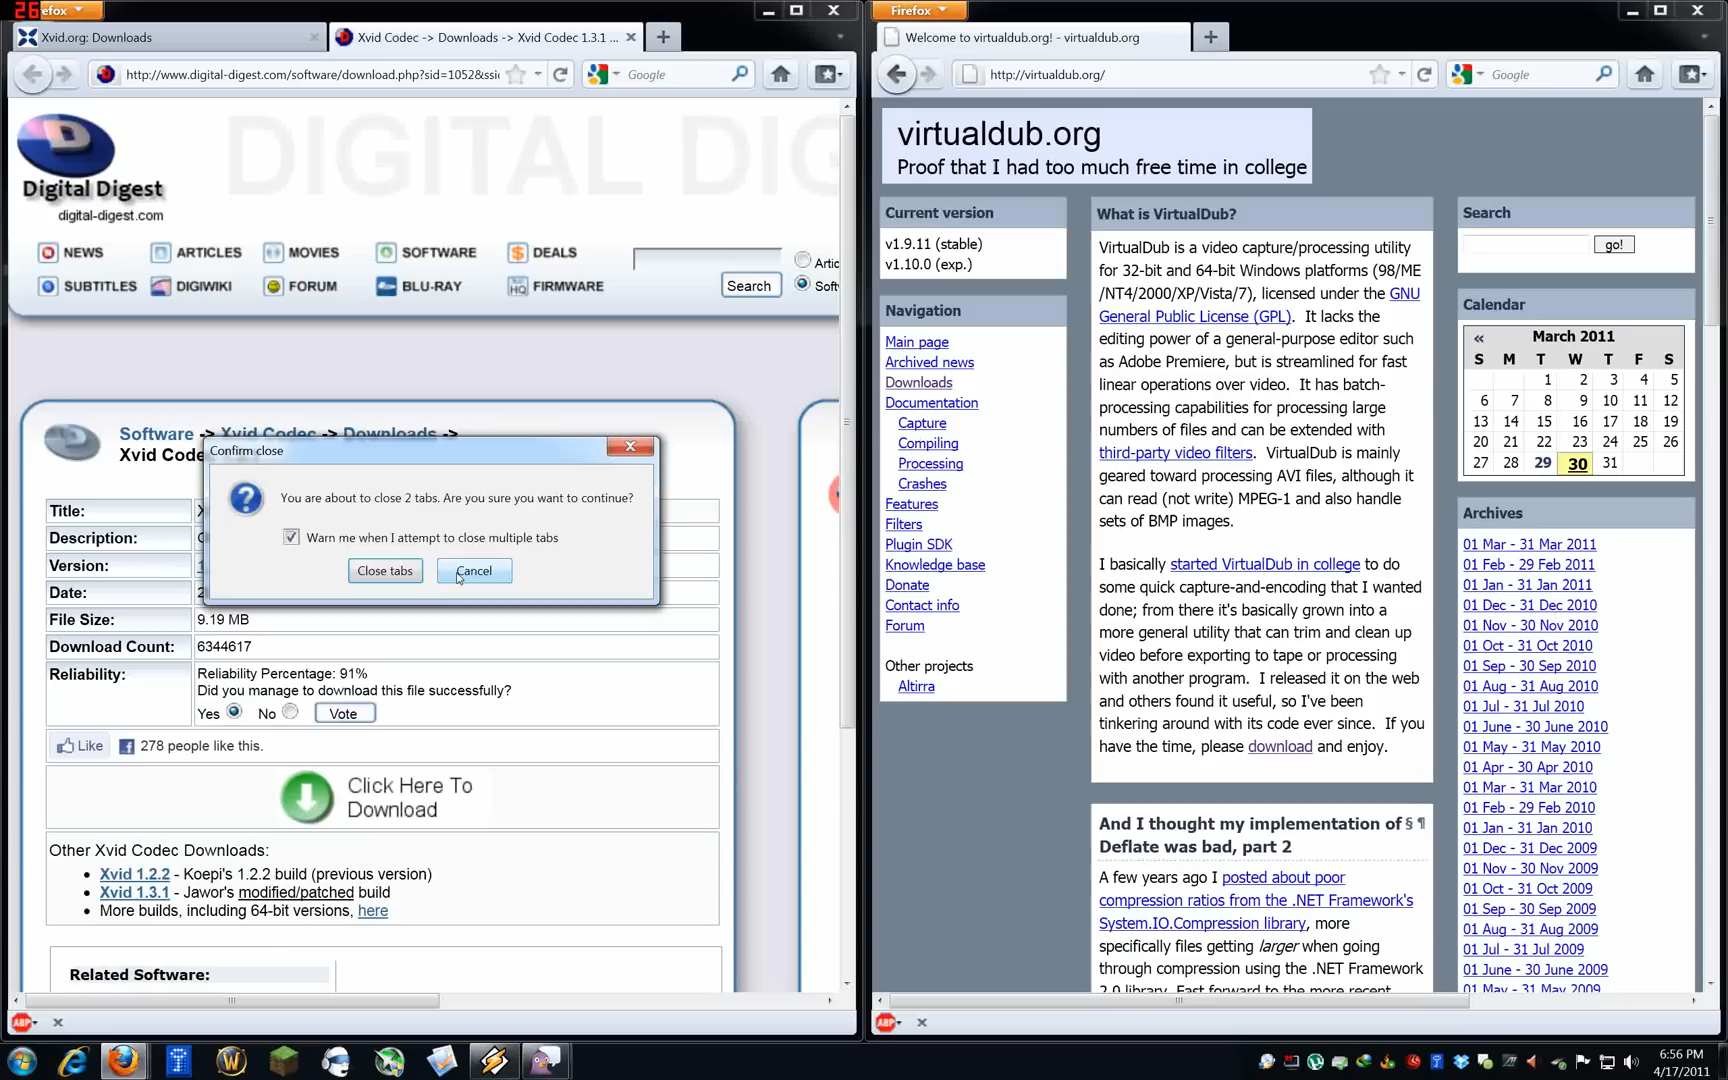 26
efox
Xvid.org: Downloads
Xvid Codec -> Downloads -> Xvid Codec 1.3.1 ...
http://www.digital-digest.com/software/download.php?sid=1052&ssic
Google
DIGITAL DIG
Digital Digest
digital-digest.com
NEWS
ARTICLES
MOVIES
SOFTWARE
DEALS
Artic
SUBTITLES
DIGIWIKI
FORUM
BLU-RAY
FIRMWARE
Search
Softv
Software -> Xvid Codec -> Downloads ->
Xvid Codec
Confirm close
You are about to close 2 tabs. Are you sure you want to continue?
Warn me when I attempt to close multiple tabs
Close tabs
Cancel
Title:
Description:
Version:
Date:
File Size:
9.19 MB
Download Count:
6344617
Reliability:
Reliability Percentage: 91%
Did you manage to download this file successfully?
Yes
No
Vote
Like
278 people like this.
Click Here To
Download
Other Xvid Codec Downloads:
Xvid 1.2.2 - Koepi's 1.2.2 build (previous version)
Xvid 1.3.1 - Jawor's modified/patched build
More builds, including 64-bit versions, here
Related Software:
ABP
Firefox
Welcome to virtualdub.org! - virtualdub.org
http://virtualdub.org/
Google
virtualdub.org
Proof that I had too much free time in college
Current version
v1.9.11 (stable)
v1.10.0 (exp.)
Navigation
Main page
Archived news
Downloads
Documentation
Capture
Compiling
Processing
Crashes
Features
Filters
Plugin SDK
Knowledge base
Donate
Contact info
Forum
Other projects
Altirra
What is VirtualDub?
VirtualDub is a video capture/processing utility
for 32-bit and 64-bit Windows platforms (98/ME
/NT4/2000/XP/Vista/7), licensed under the GNU
General Public License (GPL). It lacks the
editing power of a general-purpose editor such
as Adobe Premiere, but is streamlined for fast
linear operations over video. It has batch-
processing capabilities for processing large
numbers of files and can be extended with
third-party video filters. VirtualDub is mainly
geared toward processing AVI files, although it
can read (not write) MPEG-1 and also handle
sets of BMP images.
I basically started VirtualDub in college to do
some quick capture-and-encoding that I wanted
done; from there it's basically grown into a
more general utility that can trim and clean up
video before exporting to tape or processing
with another program. I released it on the web
and others found it useful, so I've been
tinkering around with its code ever since. If you
have the time, please download and enjoy.
And I thought my implementation of § ¶
Deflate was bad, part 2
A few years ago I posted about poor
compression ratios from the .NET Framework's
System.IO.Compression library, more
specifically files getting larger when going
through compression using the .NET Framework
2.0 library. Fast forward to the more recent
Search
go!
Calendar
« March 2011
S M T W T F S
1 2 3 4 5
6 7 8 9 10 11 12
13 14 15 16 17 18 19
20 21 22 23 24 25 26
27 28 29 30 31
Archives
01 Mar - 31 Mar 2011
01 Feb - 29 Feb 2011
01 Jan - 31 Jan 2011
01 Dec - 31 Dec 2010
01 Nov - 30 Nov 2010
01 Oct - 31 Oct 2010
01 Sep - 30 Sep 2010
01 Aug - 31 Aug 2010
01 Jul - 31 Jul 2010
01 June - 30 June 2010
01 May - 31 May 2010
01 Apr - 30 Apr 2010
01 Mar - 31 Mar 2010
01 Feb - 29 Feb 2010
01 Jan - 31 Jan 2010
01 Dec - 31 Dec 2009
01 Nov - 30 Nov 2009
01 Oct - 31 Oct 2009
01 Sep - 30 Sep 2009
01 Aug - 31 Aug 2009
01 Jul - 31 Jul 2009
01 June - 30 June 2009
01 May - 31 May 2009
ABP
6:56 PM
4/17/2011